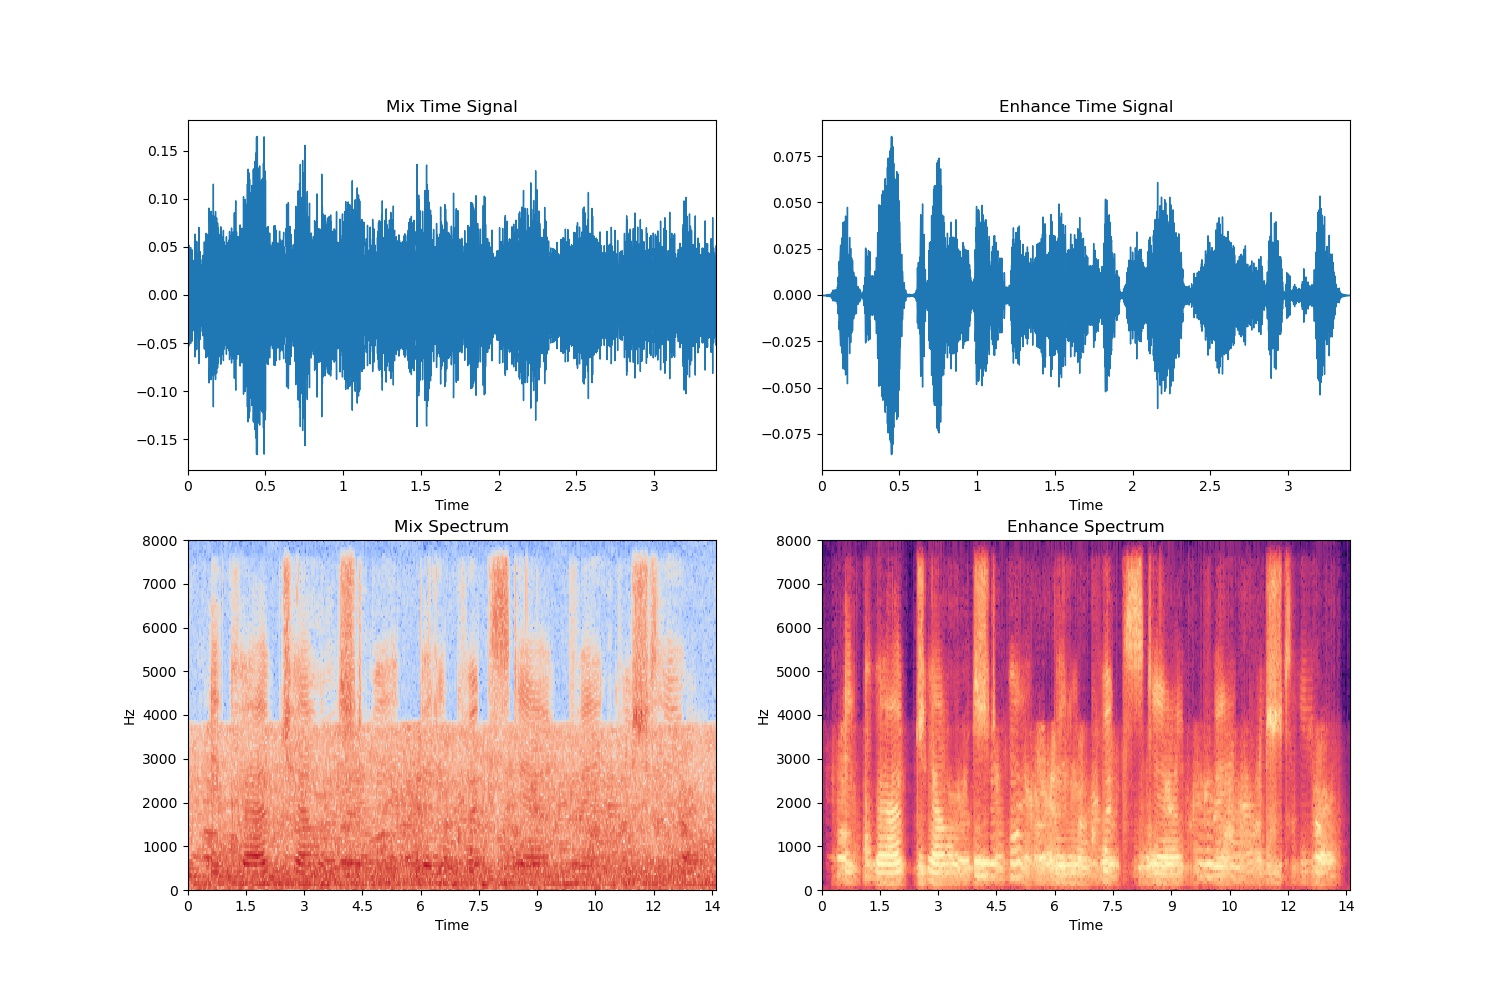 Mix Time Signal
0.15
0.10
0.05
0.00
−0.05
−0.10
−0.15
0 0.5 1 1.5 2 2.5 3
Time
Enhance Time Signal
0.075
0.050
0.025
0.000
−0.025
−0.050
−0.075
0 0.5 1 1.5 2 2.5 3
Time
Mix Spectrum
Hz
8000
7000
6000
5000
4000
3000
2000
1000
0
0 1.5 3 4.5 6 7.5 9 10 12 14
Time
Enhance Spectrum
Hz
8000
7000
6000
5000
4000
3000
2000
1000
0
0 1.5 3 4.5 6 7.5 9 10 12 14
Time